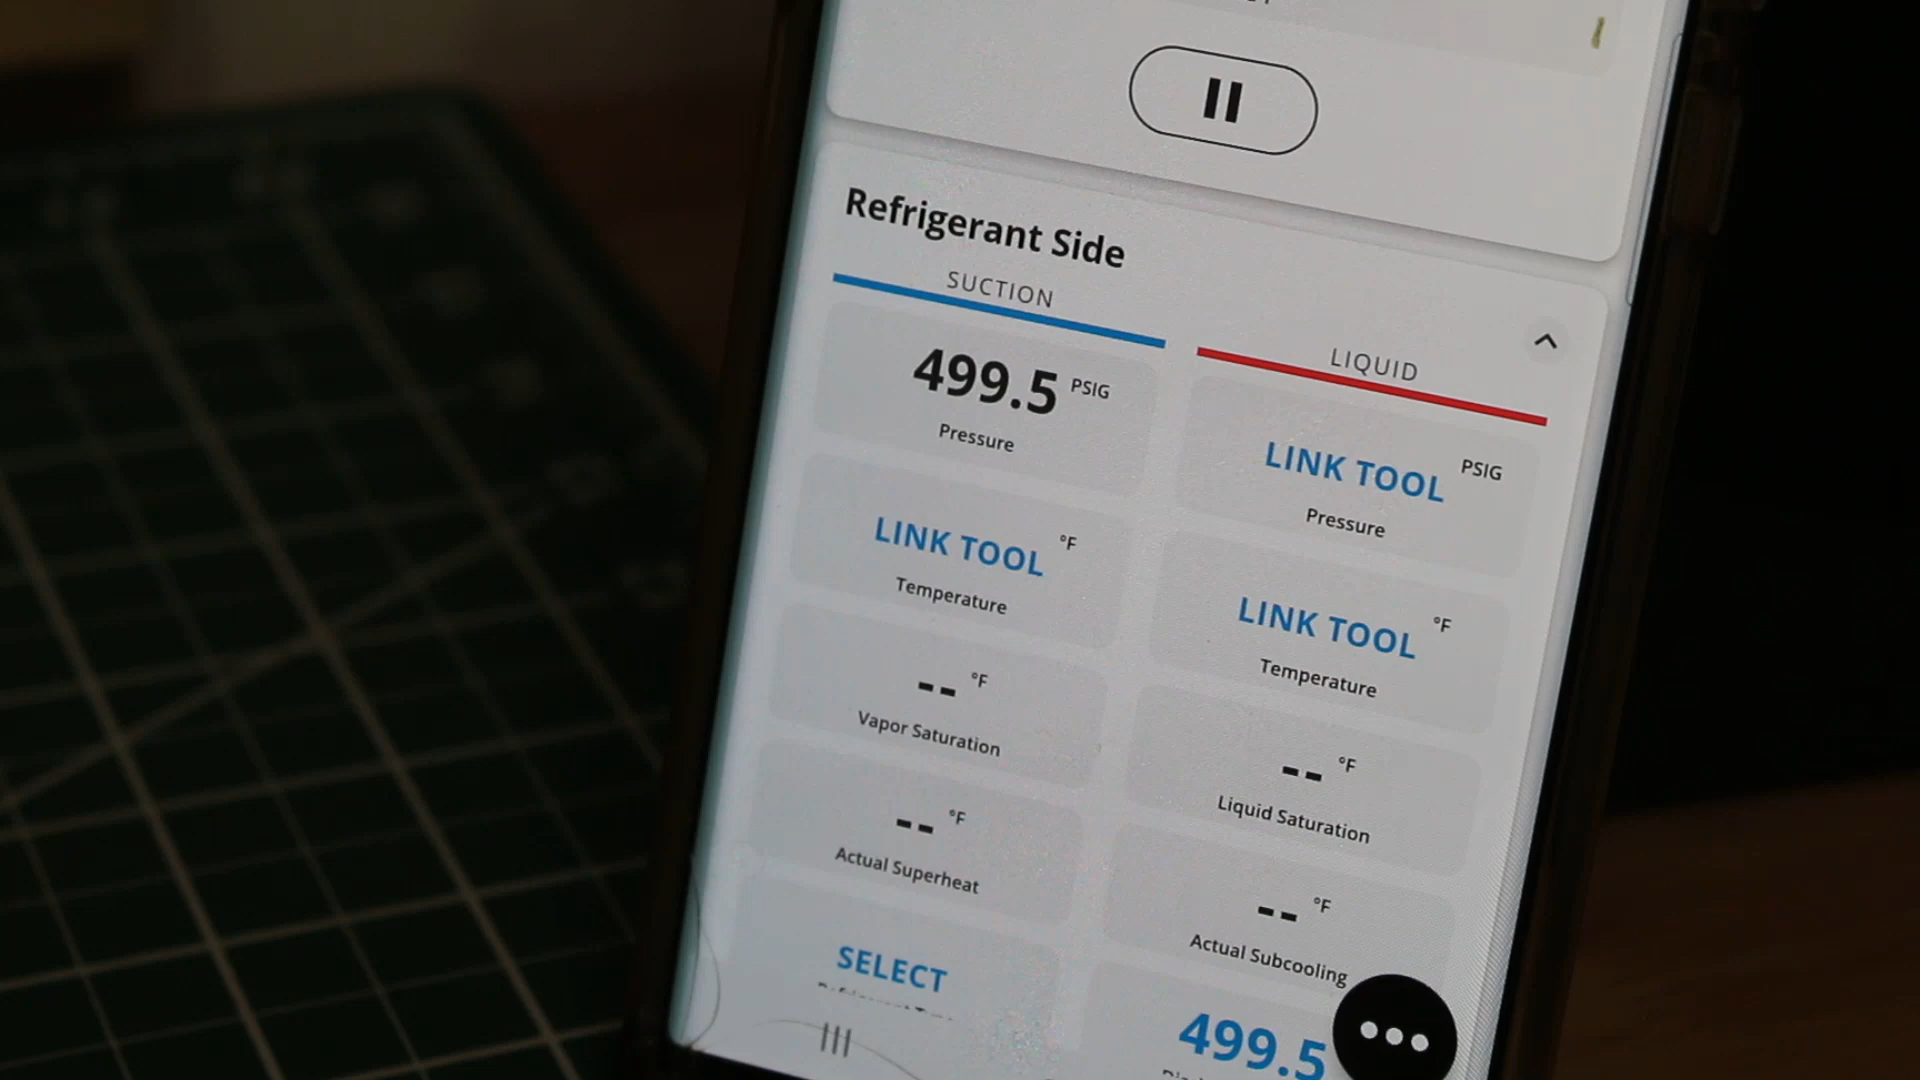 Refrigerant Side
SUCTION
499.5 PSIG
Pressure
LINK TOOL °F
Temperature
-- °F
Vapor Saturation
-- °F
Actual Superheat
SELECT
LIQUID
LINK TOOL PSIG
Pressure
LINK TOOL °F
Temperature
-- °F
Liquid Saturation
-- °F
Actual Subcooling
499.5